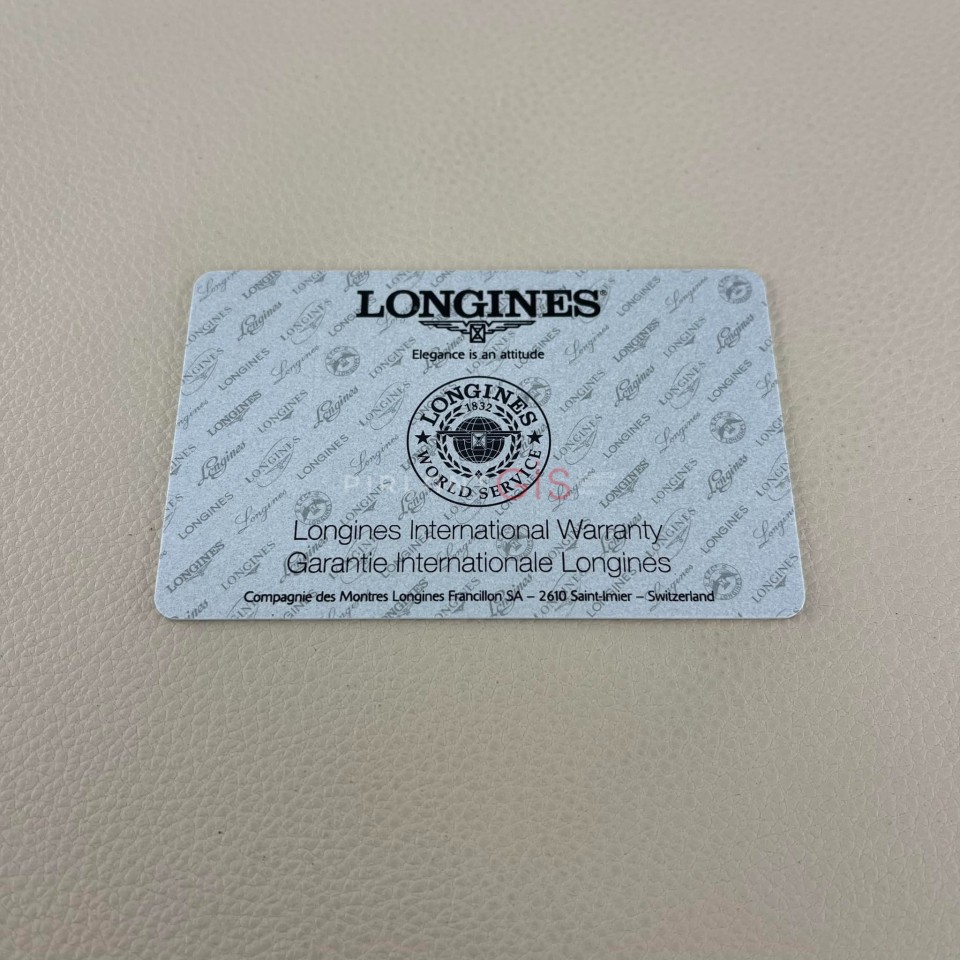 LONGINES
Elegance is an attitude
LONGINES
1832
WORLD SERVICE
GIS
Longines International Warranty
Garantie Internationale Longines
Compagnie des Montres Longines Francillon SA – 2610 Saint-Imier – Switzerland